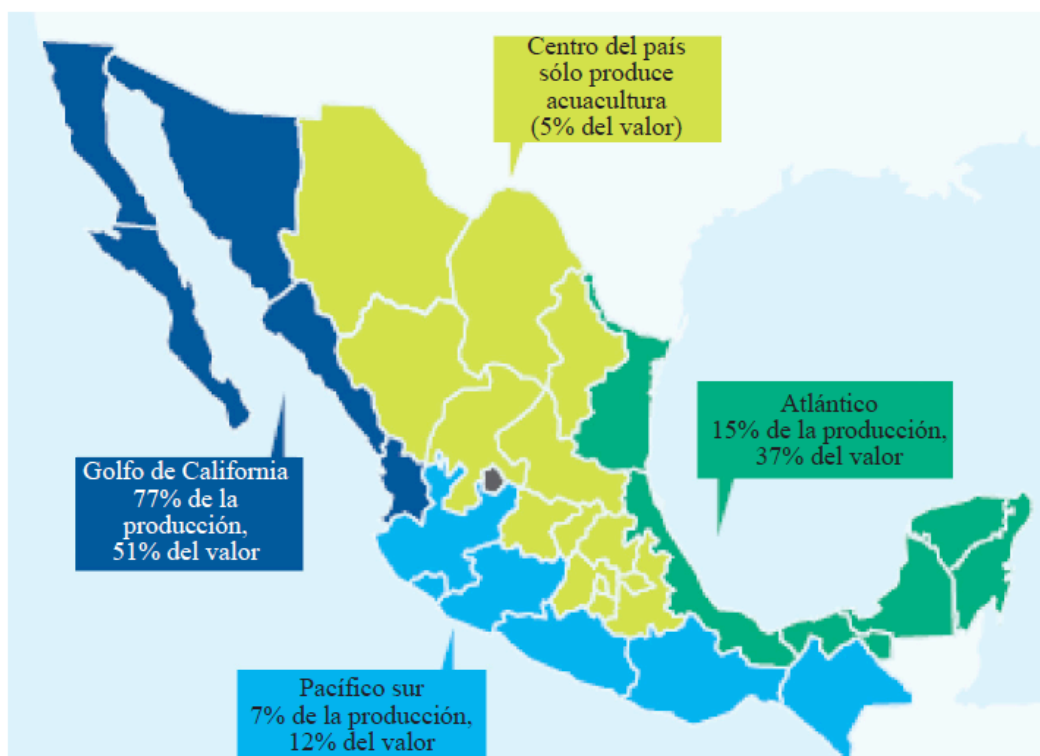 Centro del país
sólo produce
acuacultura
(5% del valor)
Atlántico
15% de la producción,
37% del valor
Golfo de California
77% de la
producción,
51% del valor
Pacífico sur
7% de la producción,
12% del valor